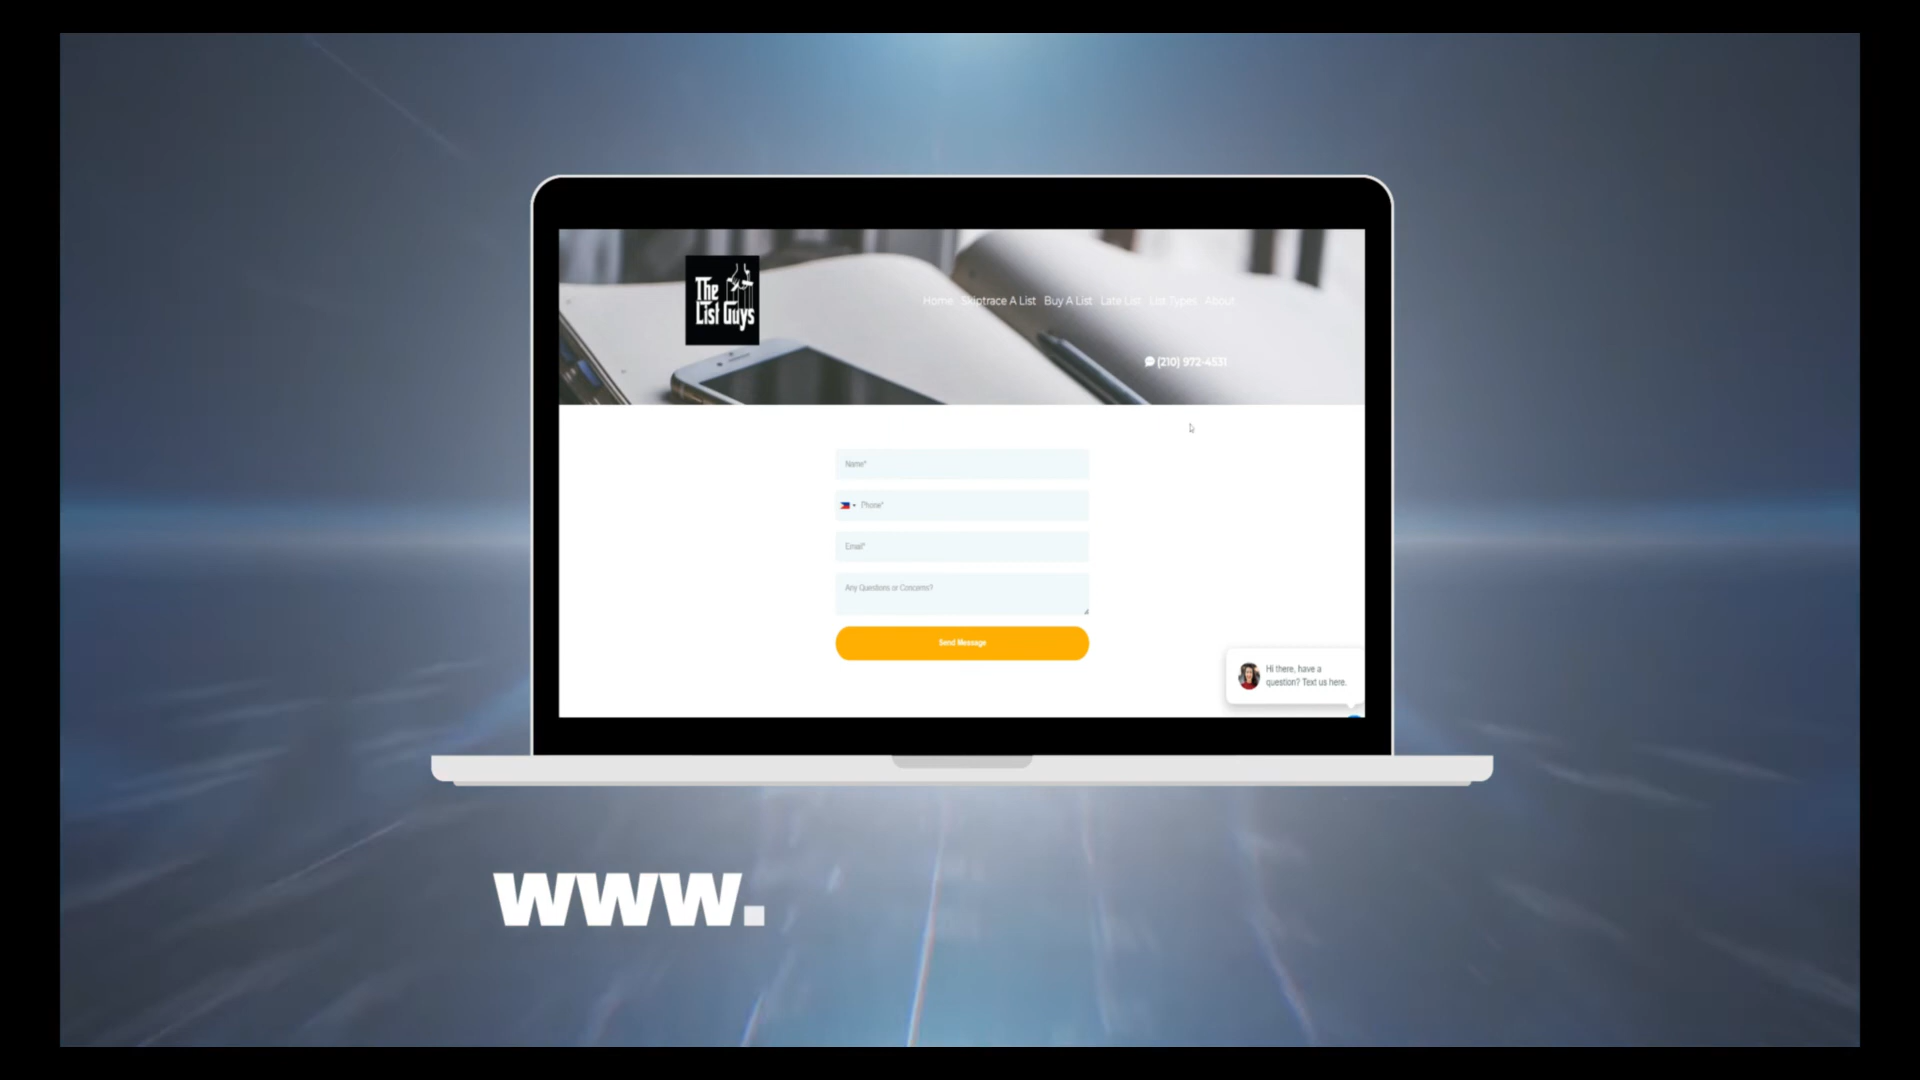 The
List Guys
Home Skiptrace A List Buy A List Late List List Types About
(210) 972-4531
Name*
Phone*
Email*
Any Questions or Concerns?
Send Message
Hi there, have a
question? Text us here.
www.